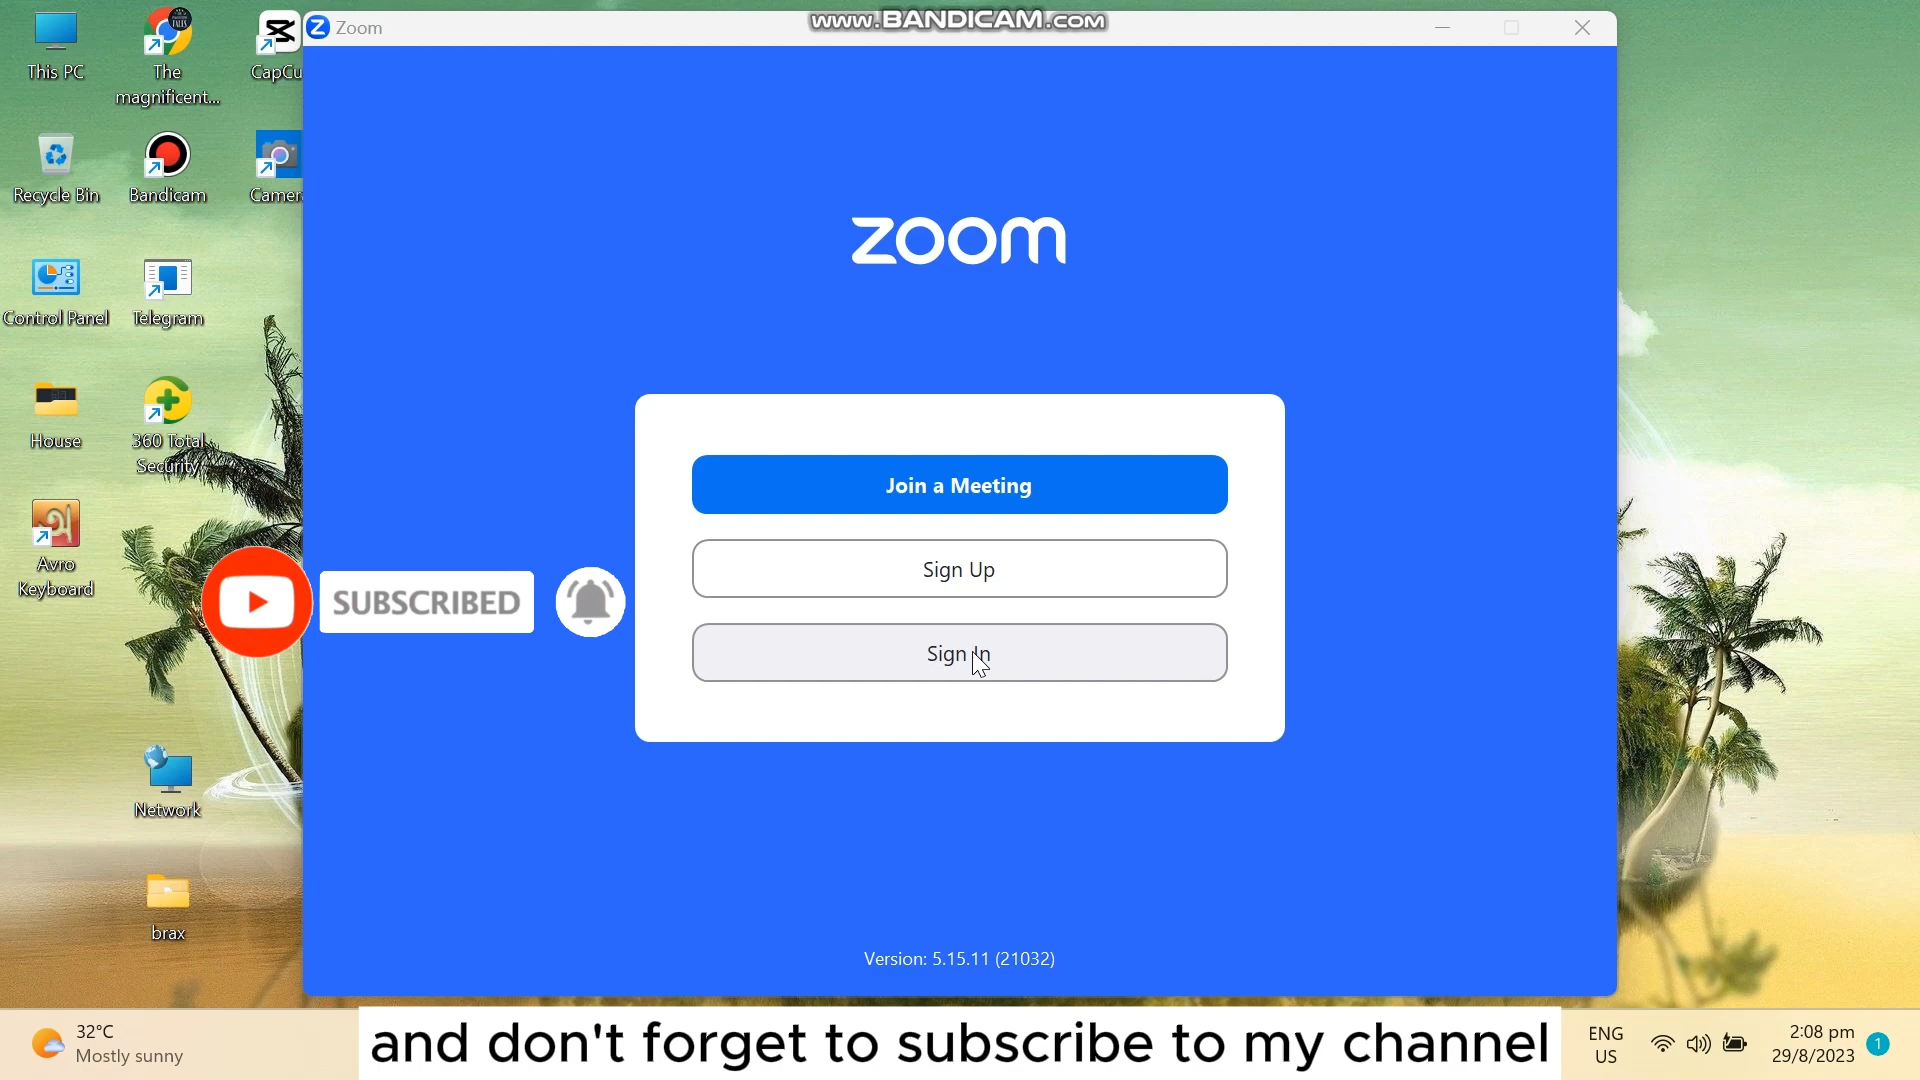 www.BANDICAM.com
Zoom
This PC
The
magnificent...
CapCu
Recycle Bin
Bandicam
Camer
zoom
Control Panel
Telegram
House
360 Total
Security
Join a Meeting
Sign Up
Sign In
Avro
Keyboard
SUBSCRIBED
Network
brax
Version: 5.15.11 (21032)
32°C
Mostly sunny
and don't forget to subscribe to my channel
ENG
US
2:08 pm
29/8/2023
1